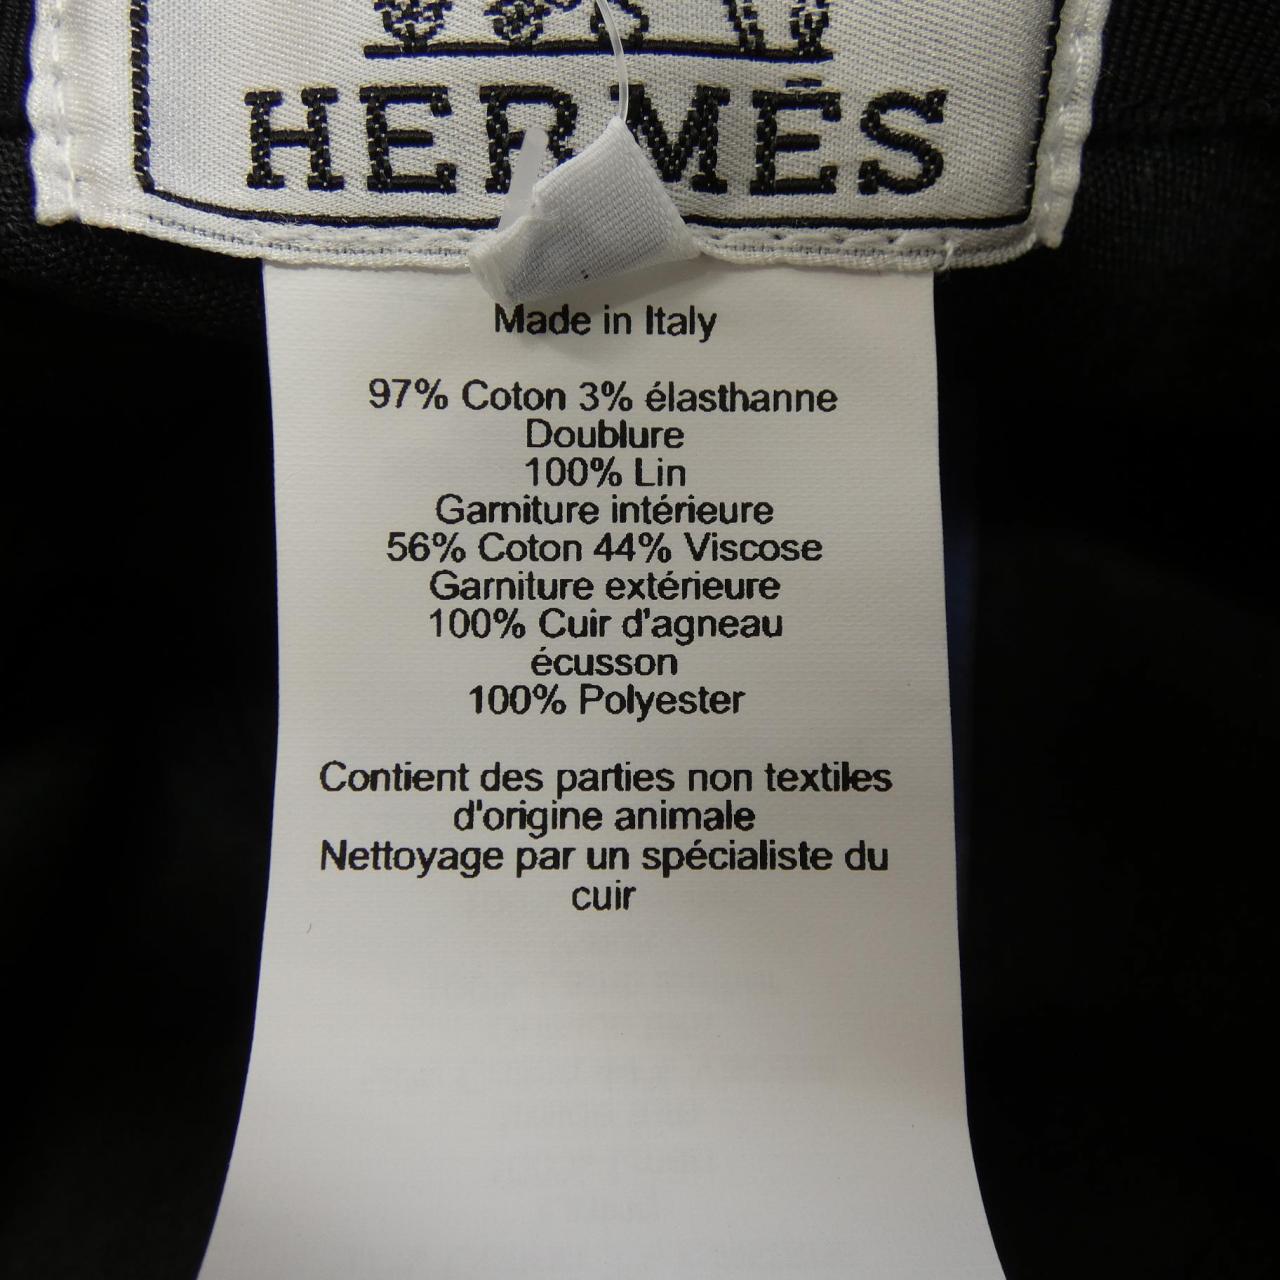 HERMÈS
Made in Italy
97% Coton 3% élasthanne
Doublure
100% Lin
Garniture intérieure
56% Coton 44% Viscose
Garniture extérieure
100% Cuir d'agneau
écusson
100% Polyester
Contient des parties non textiles
d'origine animale
Nettoyage par un spécialiste du
cuir